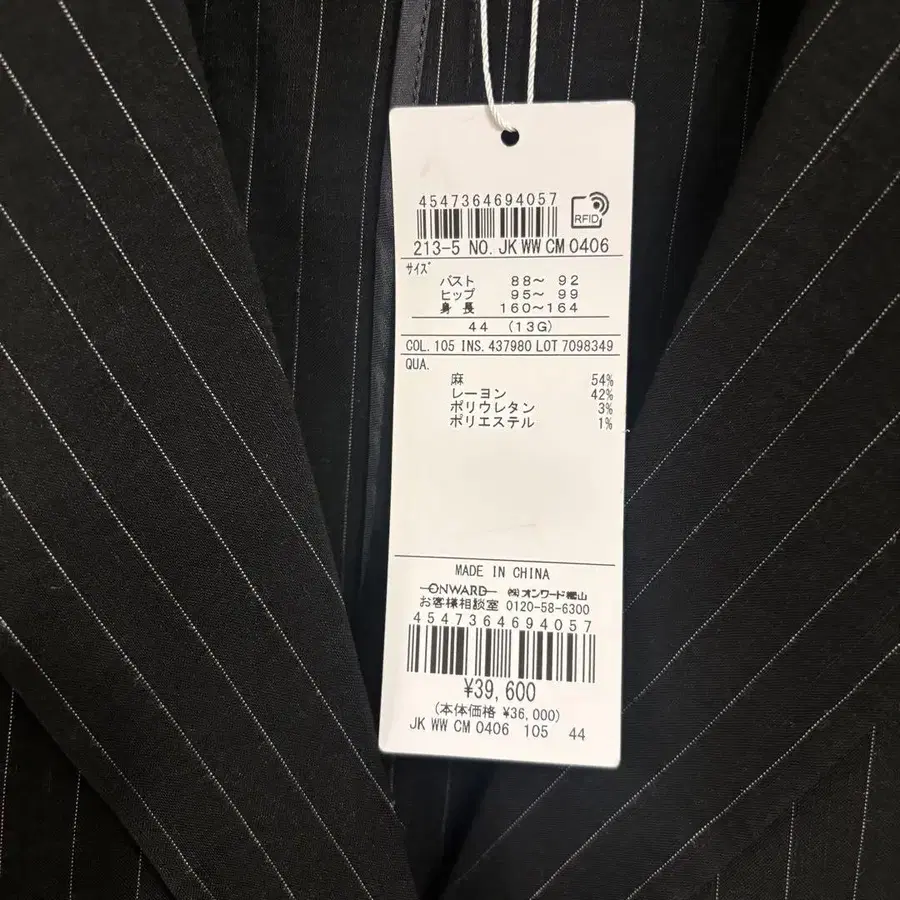 4547364694057
RFID
213-5 NO. JK WW CM 0406
サイズ
バスト 88～ 92
ヒップ 95～ 99
身 長 160～164
44 (13G)
COL. 105 INS. 437980 LOT 7098349
QUA.
麻 54%
レーヨン 42%
ポリウレタン 3%
ポリエステル 1%
MADE IN CHINA
ONWARD ㈱オンワード樫山
お客様相談室 0120-58-6300
4547364694057
¥39,600
(本体価格 ¥36,000)
JK WW CM 0406 105 44